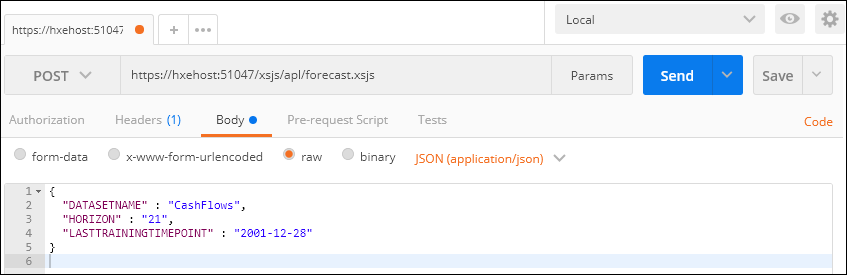 https://hxehost:51047
+
•••
Local
POST
https://hxehost:51047/xsjs/apl/forecast.xsjs
Params
Send
Save
Authorization
Headers (1)
Body
Pre-request Script
Tests
Code
form-data
x-www-form-urlencoded
raw
binary
JSON (application/json)
1 {
2 "DATASETNAME" : "CashFlows",
3 "HORIZON" : "21",
4 "LASTTRAININGTIMEPOINT" : "2001-12-28"
5 }
6